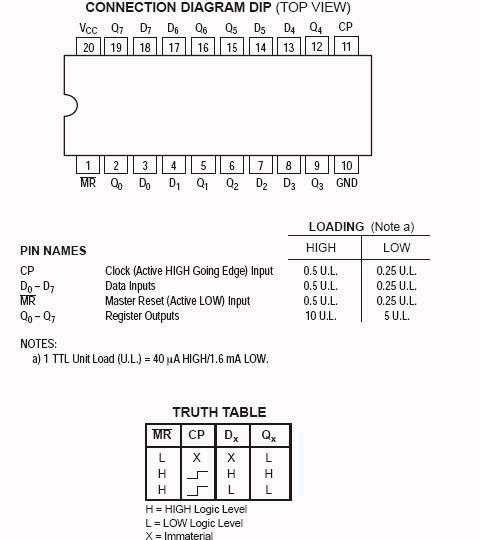 CONNECTION DIAGRAM DIP (TOP VIEW)
VCC Q7 D7 D6 Q6 Q5 D5 D4 Q4 CP
20 19 18 17 16 15 14 13 12 11
1 2 3 4 5 6 7 8 9 10
MR Q0 D0 D1 Q1 Q2 D2 D3 Q3 GND
LOADING (Note a)
PIN NAMES HIGH LOW
CP Clock (Active HIGH Going Edge) Input 0.5 U.L. 0.25 U.L.
D0 – D7 Data Inputs 0.5 U.L. 0.25 U.L.
MR Master Reset (Active LOW) Input 0.5 U.L. 0.25 U.L.
Q0 – Q7 Register Outputs 10 U.L. 5 U.L.
NOTES:
a) 1 TTL Unit Load (U.L.) = 40 μA HIGH/1.6 mA LOW.
TRUTH TABLE
MR CP Dx Qx
L X X L
H H H
H L L
H = HIGH Logic Level
L = LOW Logic Level
X = Immaterial